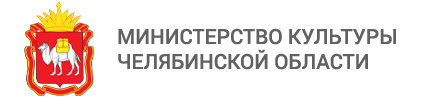 МИНИСТЕРСТВО КУЛЬТУРЫ
ЧЕЛЯБИНСКОЙ ОБЛАСТИ